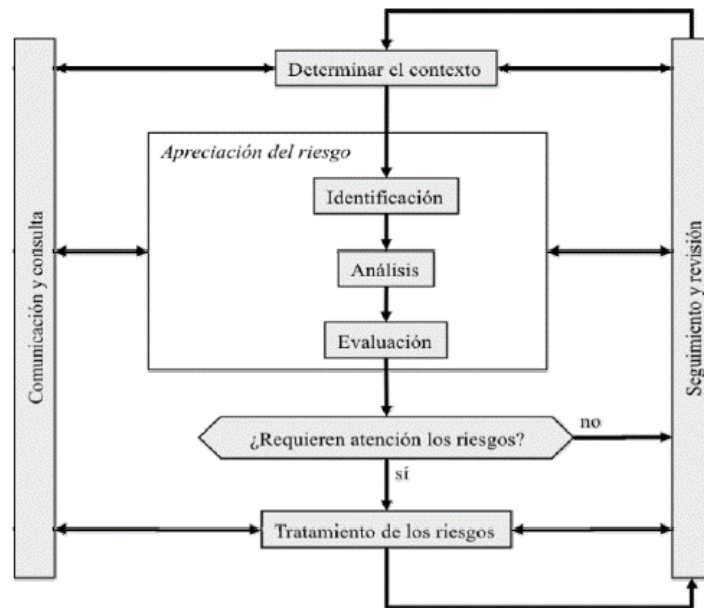 Determinar el contexto
Apreciación del riesgo
Identificación
Análisis
Evaluación
¿Requieren atención los riesgos?
no
sí
Tratamiento de los riesgos
Comunicación y consulta
Seguimiento y revisión